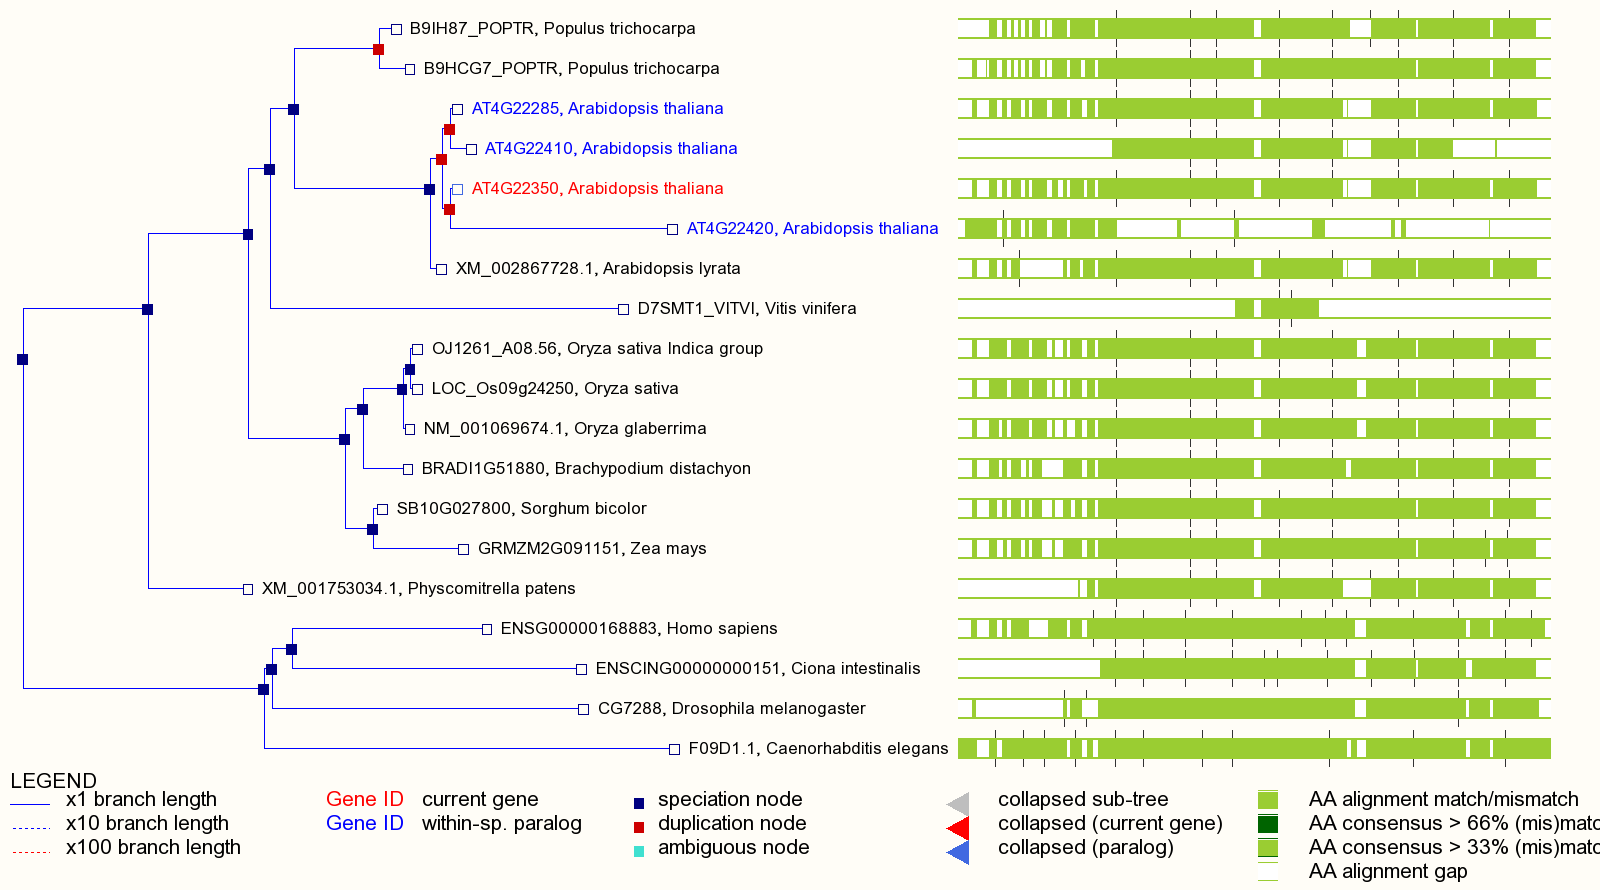 B9IH87_POPTR, Populus trichocarpa
B9HCG7_POPTR, Populus trichocarpa
AT4G22285, Arabidopsis thaliana
AT4G22410, Arabidopsis thaliana
AT4G22350, Arabidopsis thaliana
AT4G22420, Arabidopsis thaliana
XM_002867728.1, Arabidopsis lyrata
D7SMT1_VITVI, Vitis vinifera
OJ1261_A08.56, Oryza sativa Indica group
LOC_Os09g24250, Oryza sativa
NM_001069674.1, Oryza glaberrima
BRADI1G51880, Brachypodium distachyon
SB10G027800, Sorghum bicolor
GRMZM2G091151, Zea mays
XM_001753034.1, Physcomitrella patens
ENSG00000168883, Homo sapiens
ENSCING00000000151, Ciona intestinalis
CG7288, Drosophila melanogaster
F09D1.1, Caenorhabditis elegans
LEGEND
x1 branch length Gene ID current gene speciation node collapsed sub-tree AA alignment match/mismatch
x10 branch length Gene ID within-sp. paralog duplication node collapsed (current gene) AA consensus > 66% (mis)matc
x100 branch length ambiguous node collapsed (paralog) AA consensus > 33% (mis)matc
AA alignment gap